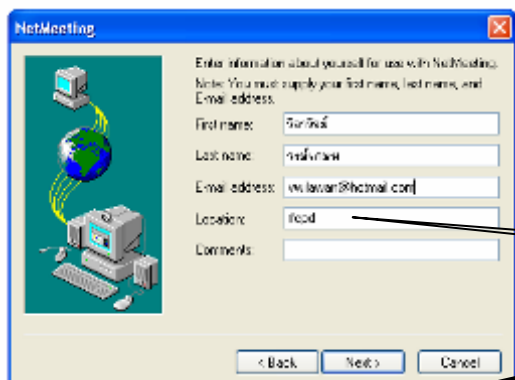 NetMeeting
Enter information about yourself for use with NetMeeting.
Note: You must supply your first name, last name, and
E-mail address.
First name:
Last name:
E-mail address:
Location:
Comments:
< Back
Next >
Cancel